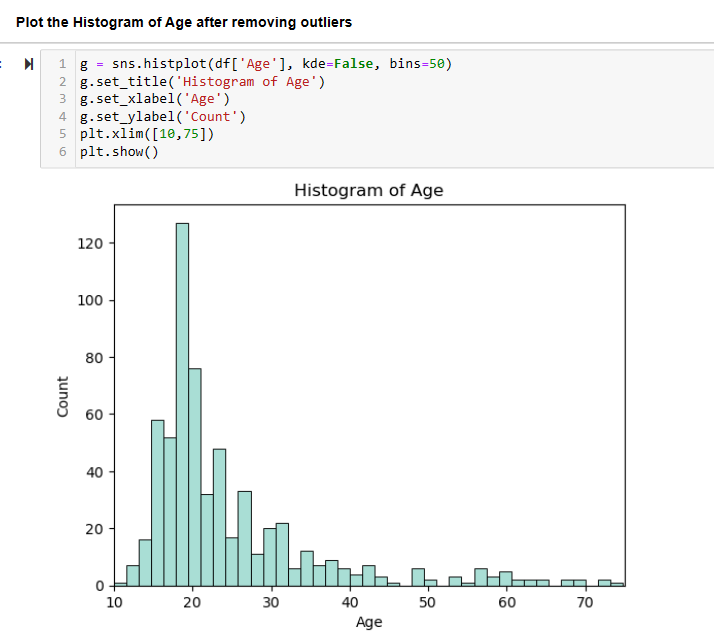 Plot the Histogram of Age after removing outliers
1 g = sns.histplot(df['Age'], kde=False, bins=50)
2 g.set_title('Histogram of Age')
3 g.set_xlabel('Age')
4 g.set_ylabel('Count')
5 plt.xlim([10,75])
6 plt.show()
Histogram of Age
120
100
80
60
40
20
0
Count
10 20 30 40 50 60 70
Age